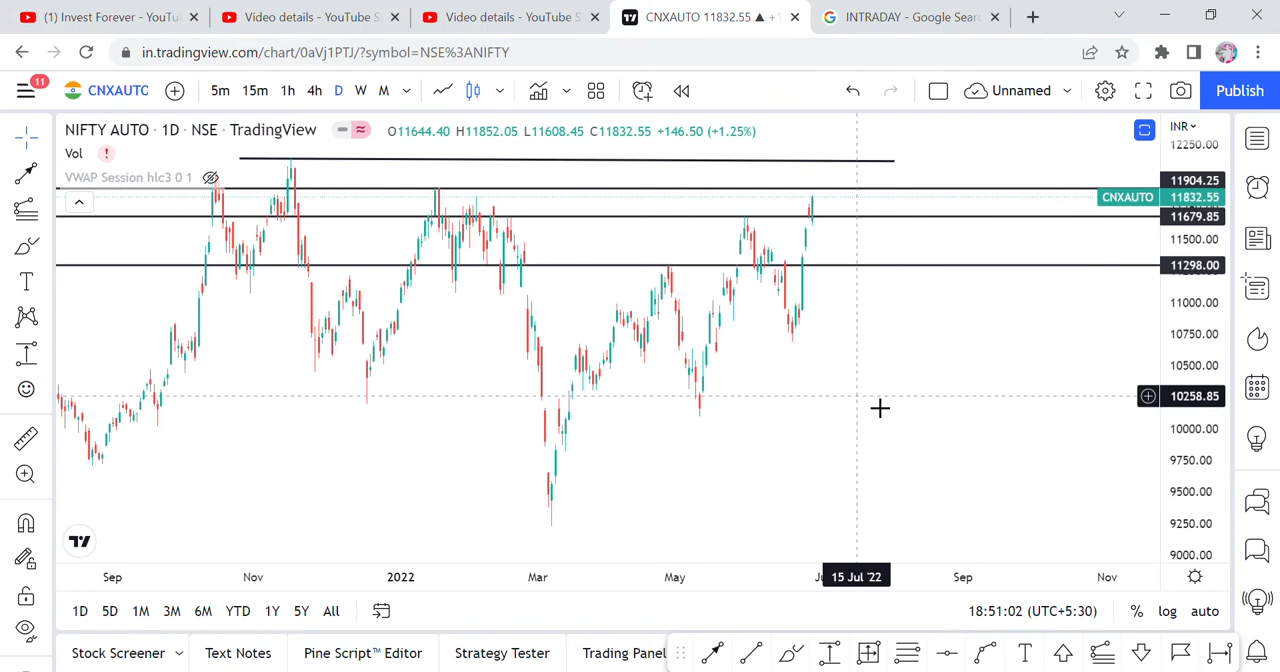 (1) Invest Forever - YouTu
Video details - YouTube S
Video details - YouTube S
CNXAUTO 11832.55 ▲ +1
INTRADAY - Google Sear
in.tradingview.com/chart/0aVj1PTJ/?symbol=NSE%3ANIFTY
11
CNXAUTO
5m 15m 1h 4h D W M
Unnamed
Publish
NIFTY AUTO · 1D · NSE · TradingView
O11644.40 H11852.05 L11608.45 C11832.55 +146.50 (+1.25%)
INR
Vol
VWAP Session hlc3 0 1
12250.00
11904.25
CNXAUTO 11832.55
11679.85
11500.00
11298.00
11000.00
10750.00
10500.00
10258.85
10000.00
9750.00
9500.00
9250.00
9000.00
Sep Nov 2022 Mar May 15 Jul '22 Sep Nov
1D 5D 1M 3M 6M YTD 1Y 5Y All
18:51:02 (UTC+5:30) % log auto
Stock Screener Text Notes Pine Script™ Editor Strategy Tester Trading Panel